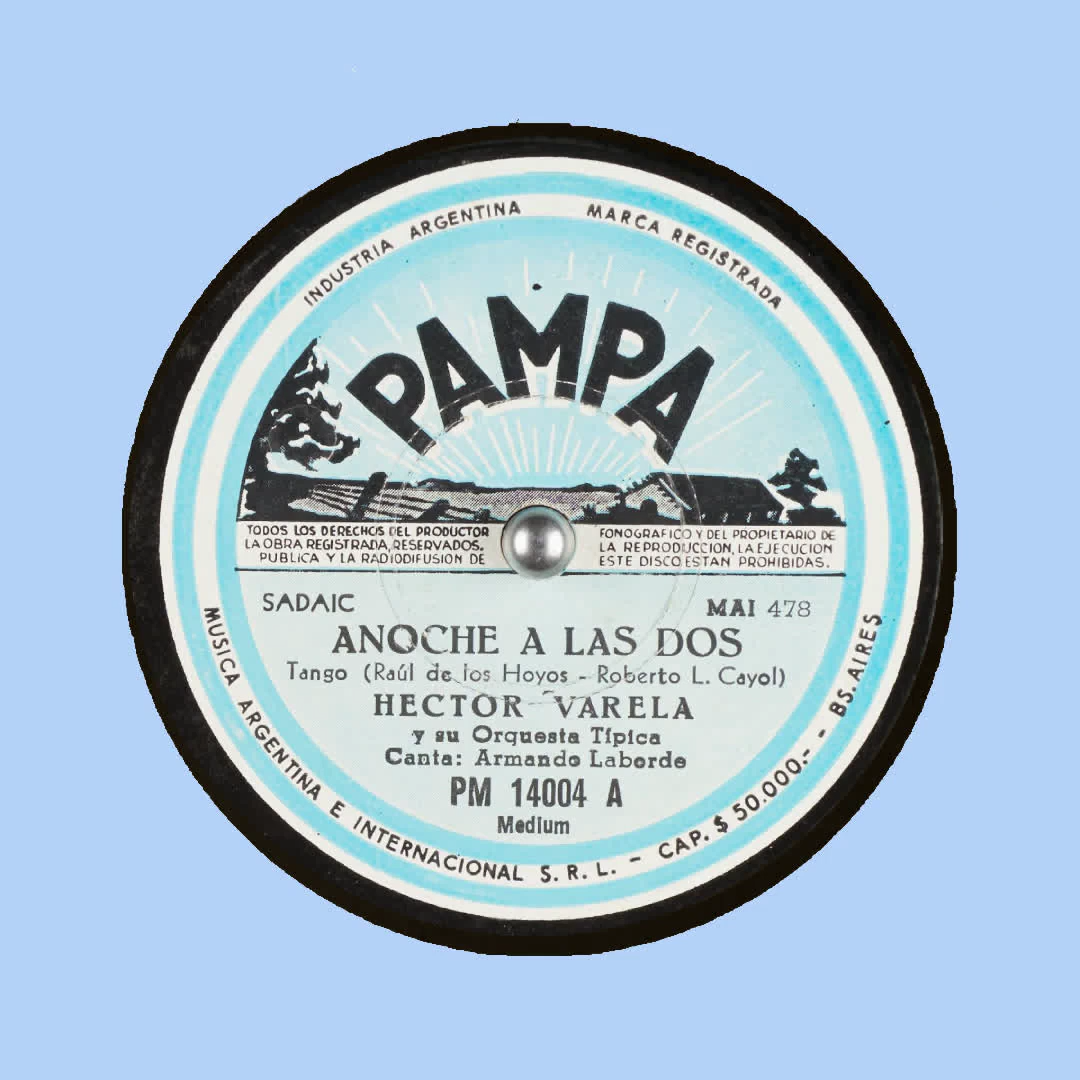 INDUSTRIA ARGENTINA
MARCA REGISTRADA
PAMPA
TODOS LOS DERECHOS DEL PRODUCTOR
LA OBRA REGISTRADA, RESERVADOS.
PUBLICA Y LA RADIODIFUSION DE
FONOGRAFICO Y DEL PROPIETARIO DE
LA REPRODUCCION, LA EJECUCION
ESTE DISCO ESTAN PROHIBIDAS.
SADAIC
MAI 478
ANOCHE A LAS DOS
Tango (Raúl de los Hoyos - Roberto L. Cayol)
HECTOR VARELA
y su Orquesta Típica
Canta: Armando Laborde
PM 14004 A
Medium
MUSICA ARGENTINA E INTERNACIONAL S. R. L. - CAP. $ 50.000.- - BS. AIRES